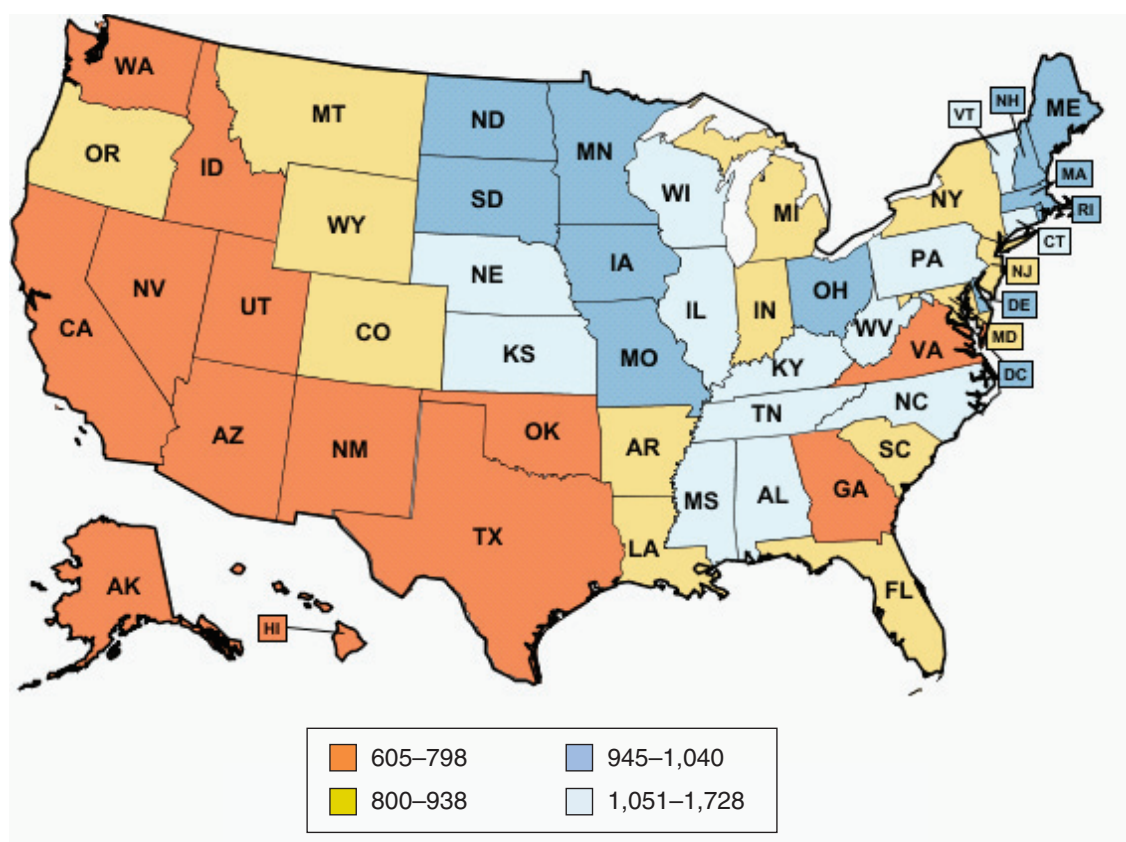 WA
MT
ND
MN
VT
NH
ME
OR
ID
SD
WI
MI
NY
MA
RI
WY
CT
NV
UT
NE
IA
PA
NJ
CA
CO
KS
IL
IN
OH
DE
MO
WV
MD
KY
VA
DC
AZ
NM
OK
TN
NC
AR
SC
MS
AL
GA
TX
LA
FL
AK
HI
605–798
945–1,040
800–938
1,051–1,728